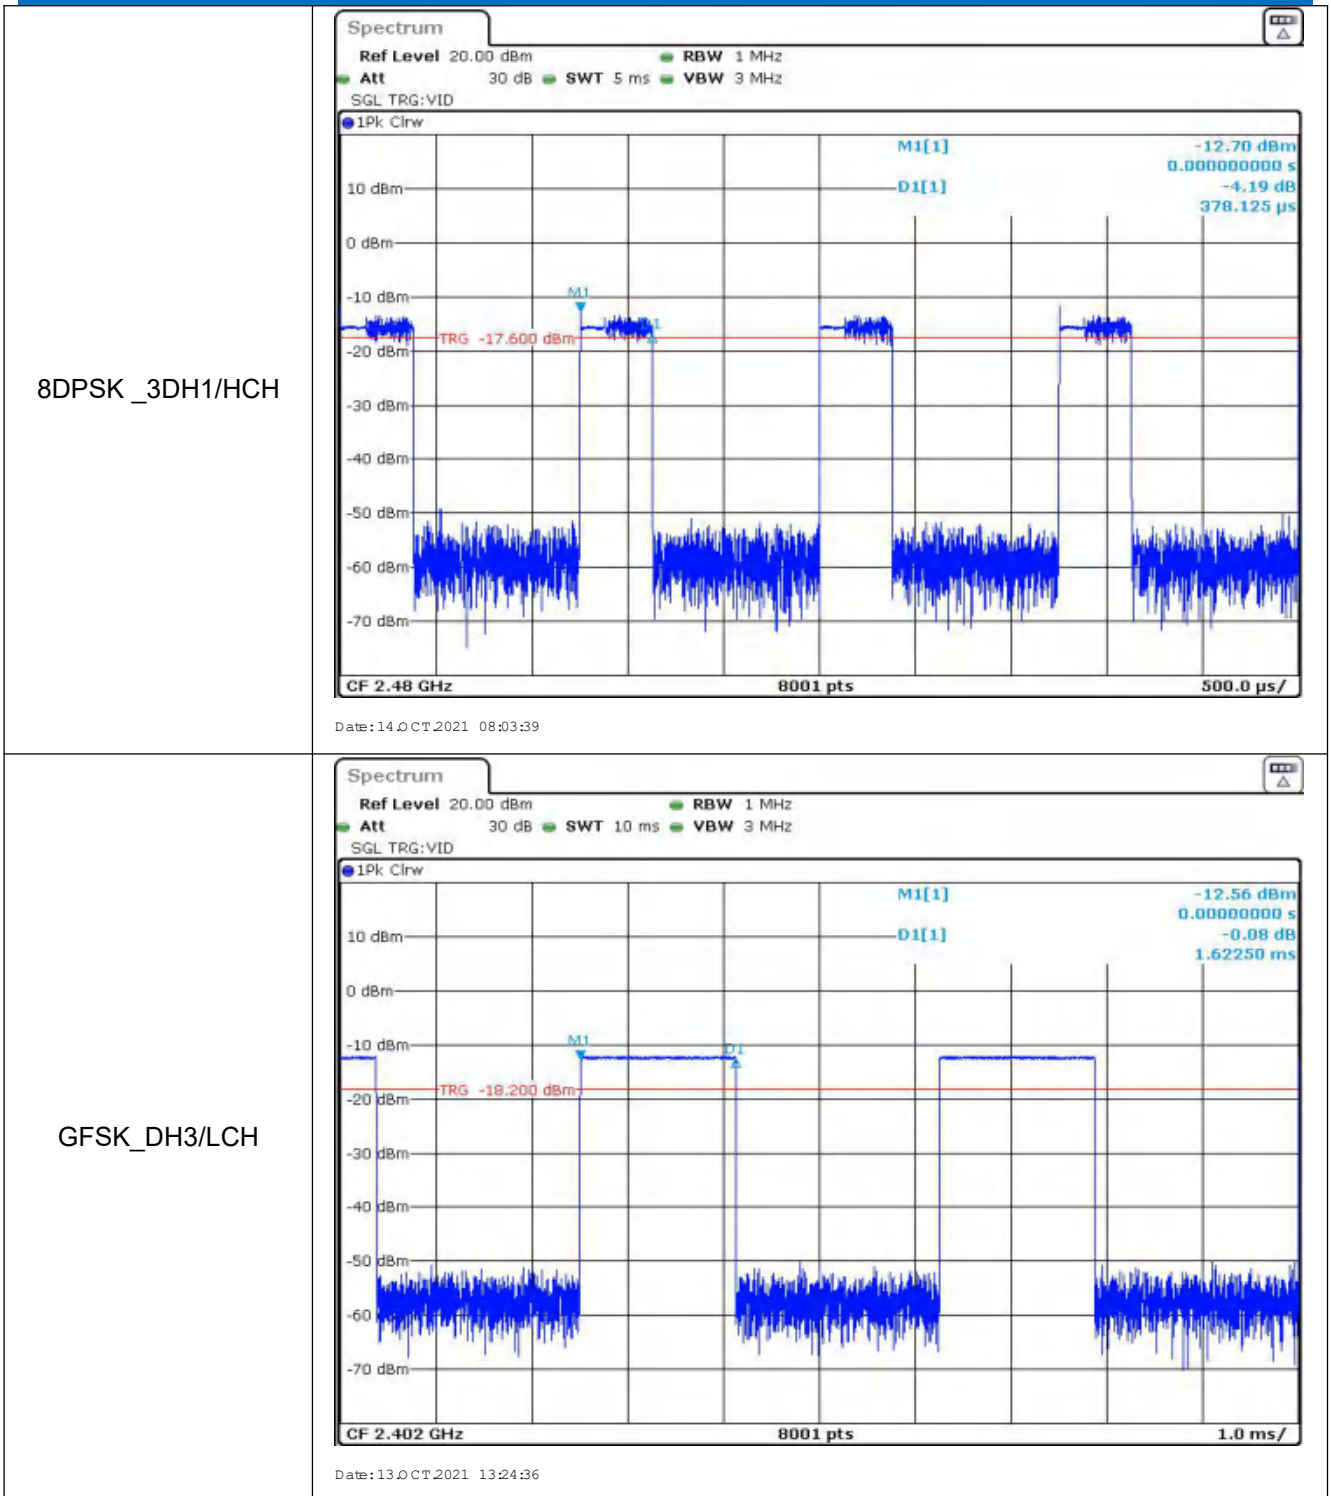 8DPSK _3DH1/HCH
Spectrum
Ref Level 20.00 dBm RBW 1 MHz
Att 30 dB SWT 5 ms VBW 3 MHz
SGL TRG:VID
1Pk Clrw
M1[1] -12.70 dBm
0.000000000 s
D1[1] -4.19 dB
378.125 µs
10 dBm
0 dBm
M1
-10 dBm
TRG -17.600 dBm
-20 dBm
-30 dBm
-40 dBm
-50 dBm
-60 dBm
-70 dBm
CF 2.48 GHz 8001 pts 500.0 µs/
Date: 14.OCT.2021 08:03:39
GFSK_DH3/LCH
Spectrum
Ref Level 20.00 dBm RBW 1 MHz
Att 30 dB SWT 10 ms VBW 3 MHz
SGL TRG:VID
1Pk Clrw
M1[1] -12.56 dBm
0.00000000 s
D1[1] -0.08 dB
1.62250 ms
10 dBm
0 dBm
M1
D1
-10 dBm
TRG -18.200 dBm
-20 dBm
-30 dBm
-40 dBm
-50 dBm
-60
-70 dBm
CF 2.402 GHz 8001 pts 1.0 ms/
Date: 13.OCT.2021 13:24:36